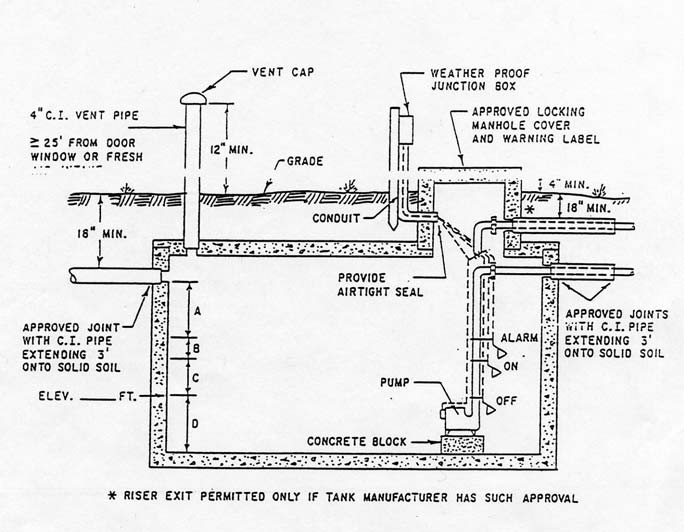 VENT CAP
WEATHER PROOF
JUNCTION BOX
4" C.I. VENT PIPE
≥ 25' FROM DOOR
WINDOW OR FRESH
12" MIN.
APPROVED LOCKING
MANHOLE COVER
AND WARNING LABEL
GRADE
4" MIN.
18" MIN.
*
CONDUIT
18" MIN.
PROVIDE
AIRTIGHT SEAL
APPROVED JOINT
WITH C.I. PIPE
EXTENDING 3'
ONTO SOLID SOIL
A
B
C
D
APPROVED JOINTS
WITH C.I. PIPE
EXTENDING 3'
ONTO SOLID SOIL
ALARM
ON
OFF
PUMP
ELEV. FT.
CONCRETE BLOCK
* RISER EXIT PERMITTED ONLY IF TANK MANUFACTURER HAS SUCH APPROVAL